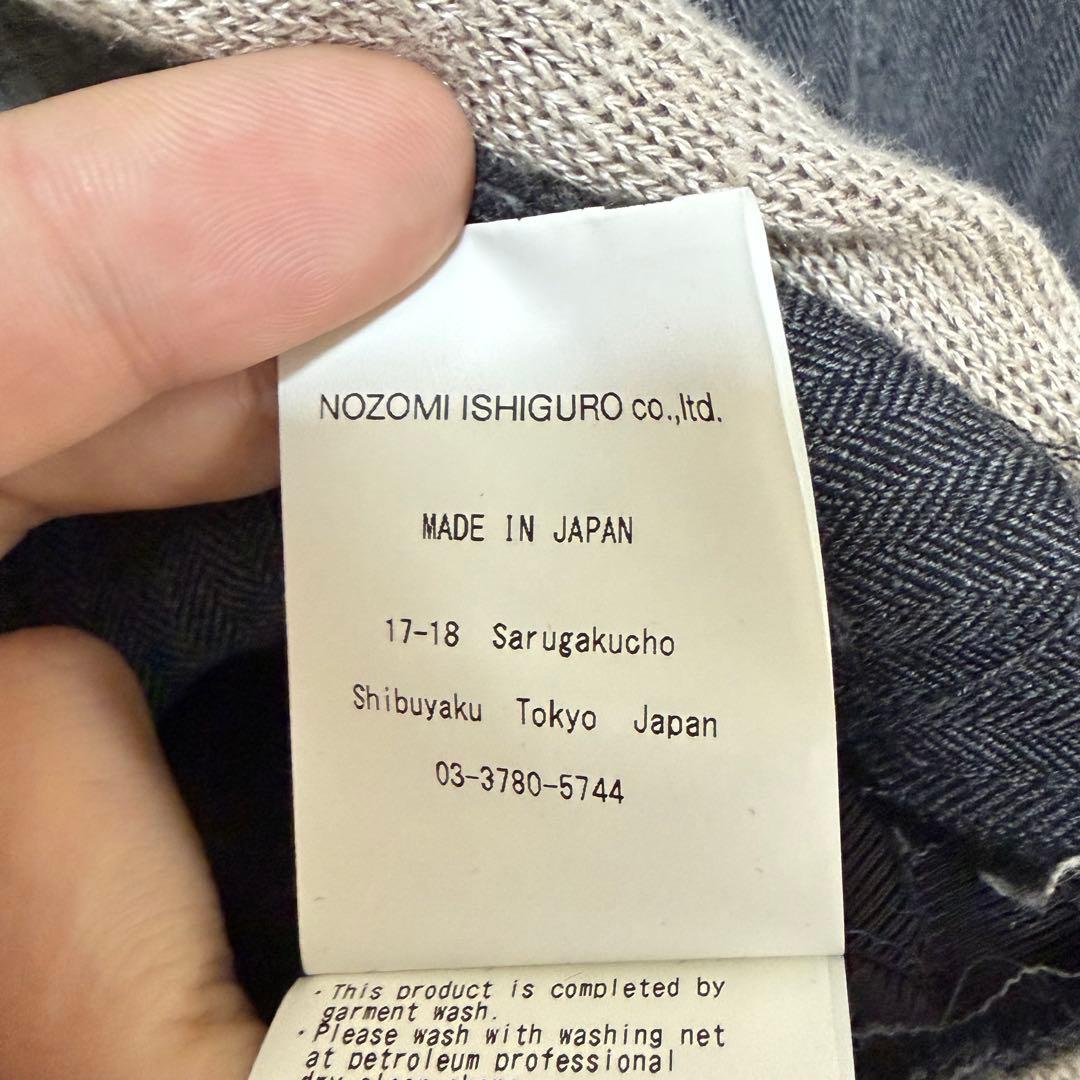 NOZOMI ISHIGURO co.,ltd.
MADE IN JAPAN
17-18 Sarugakucho
Shibuyaku Tokyo Japan
03-3780-5744
・This product is completed by
garment wash.
・Please wash with washing net
at petroleum professional